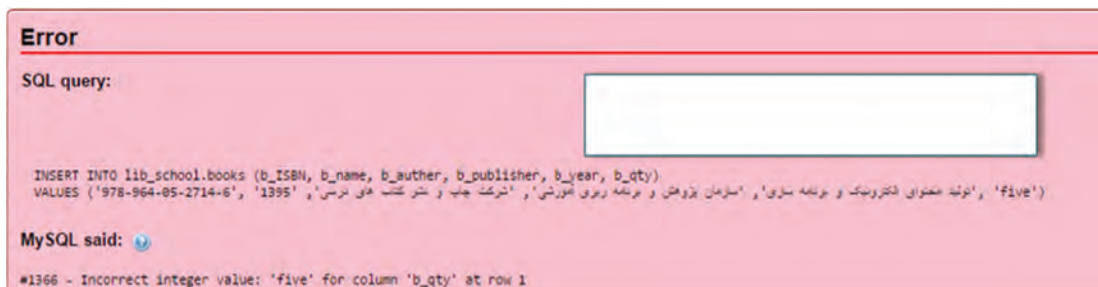 Error
SQL query:
INSERT INTO lib_school.books (b_ISBN, b_name, b_auther, b_publisher, b_year, b_qty)
VALUES ('978-964-05-2714-6', 'تولید محتوای الکترونیک و برنامه سازی', 'سازمان پژوهش و برنامه ریزی آموزشی', 'شرکت چاپ و نشر کتاب های درسی', '1395', 'five')
MySQL said:
#1366 - Incorrect integer value: 'five' for column 'b_qty' at row 1